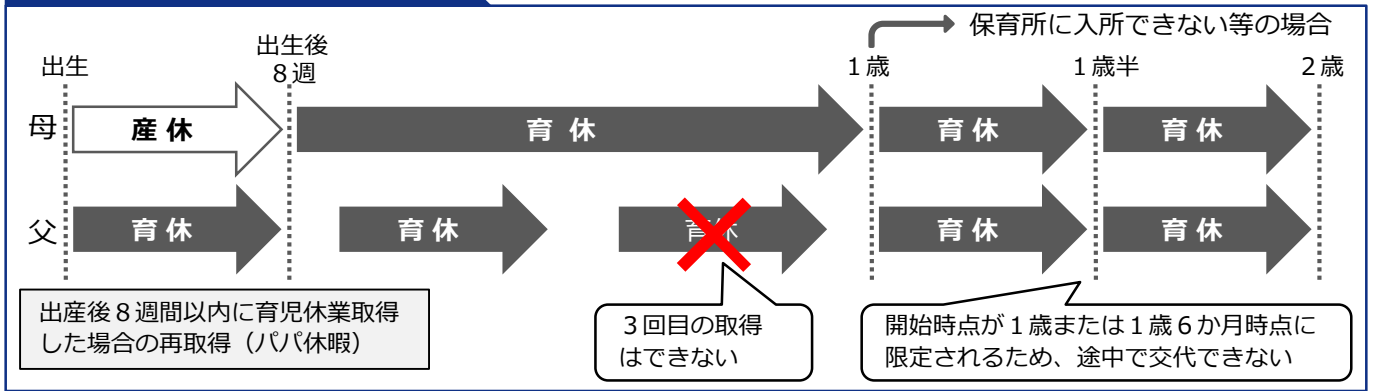 保育所に入所できない等の場合
出生
出生後
８週
１歳
１歳半
２歳
母
産休
育休
育休
育休
父
育休
育休
育休
育休
育休
出産後８週間以内に育児休業取得
した場合の再取得（パパ休暇）
３回目の取得
はできない
開始時点が１歳または１歳６か月時点に
限定されるため、途中で交代できない